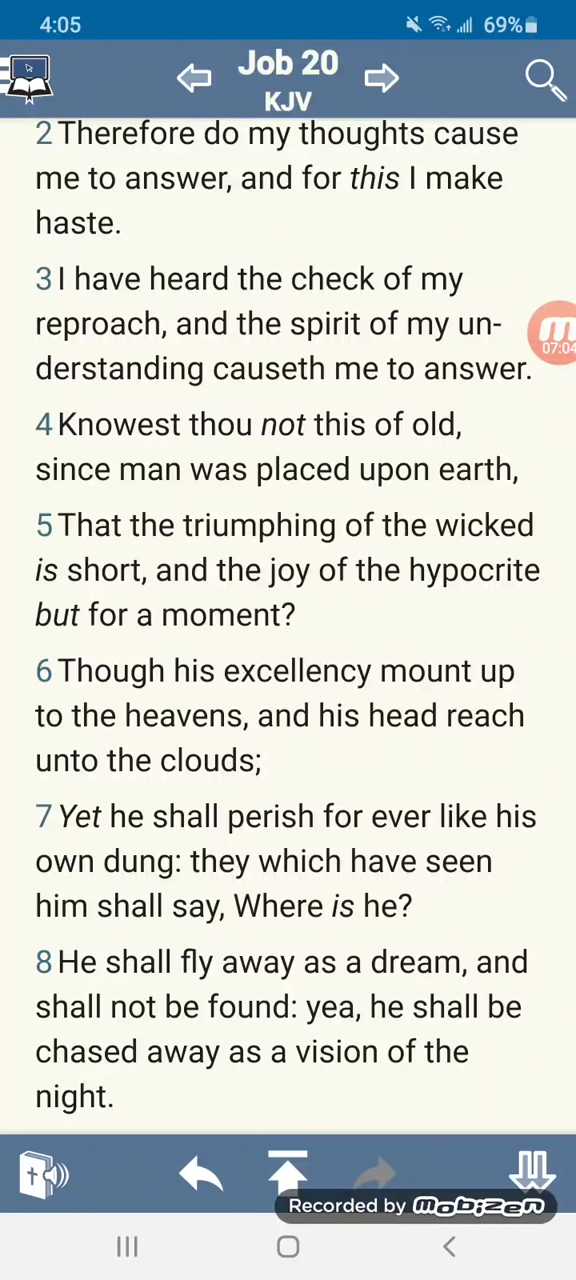 4:05 69%
Job 20
KJV
2 Therefore do my thoughts cause
me to answer, and for this I make
haste.
3 I have heard the check of my
reproach, and the spirit of my un-
derstanding causeth me to answer.
07:04
4 Knowest thou not this of old,
since man was placed upon earth,
5 That the triumphing of the wicked
is short, and the joy of the hypocrite
but for a moment?
6 Though his excellency mount up
to the heavens, and his head reach
unto the clouds;
7 Yet he shall perish for ever like his
own dung: they which have seen
him shall say, Where is he?
8 He shall fly away as a dream, and
shall not be found: yea, he shall be
chased away as a vision of the
night.
Recorded by mobizen